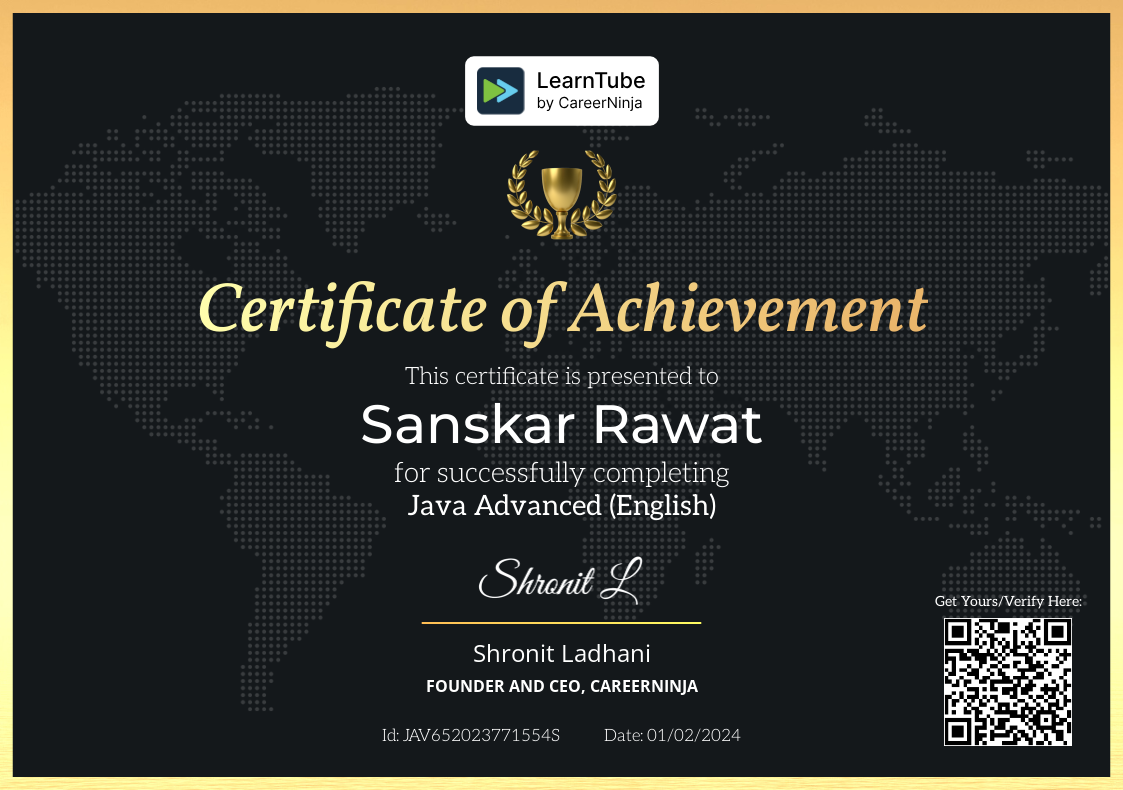 LearnTube
by CareerNinja
Certificate of Achievement
This certificate is presented to
Sanskar Rawat
for successfully completing
Java Advanced (English)
Shronit L
Shronit Ladhani
FOUNDER AND CEO, CAREERNINJA
Get Yours/Verify Here:
Id: JAV652023771554S Date: 01/02/2024